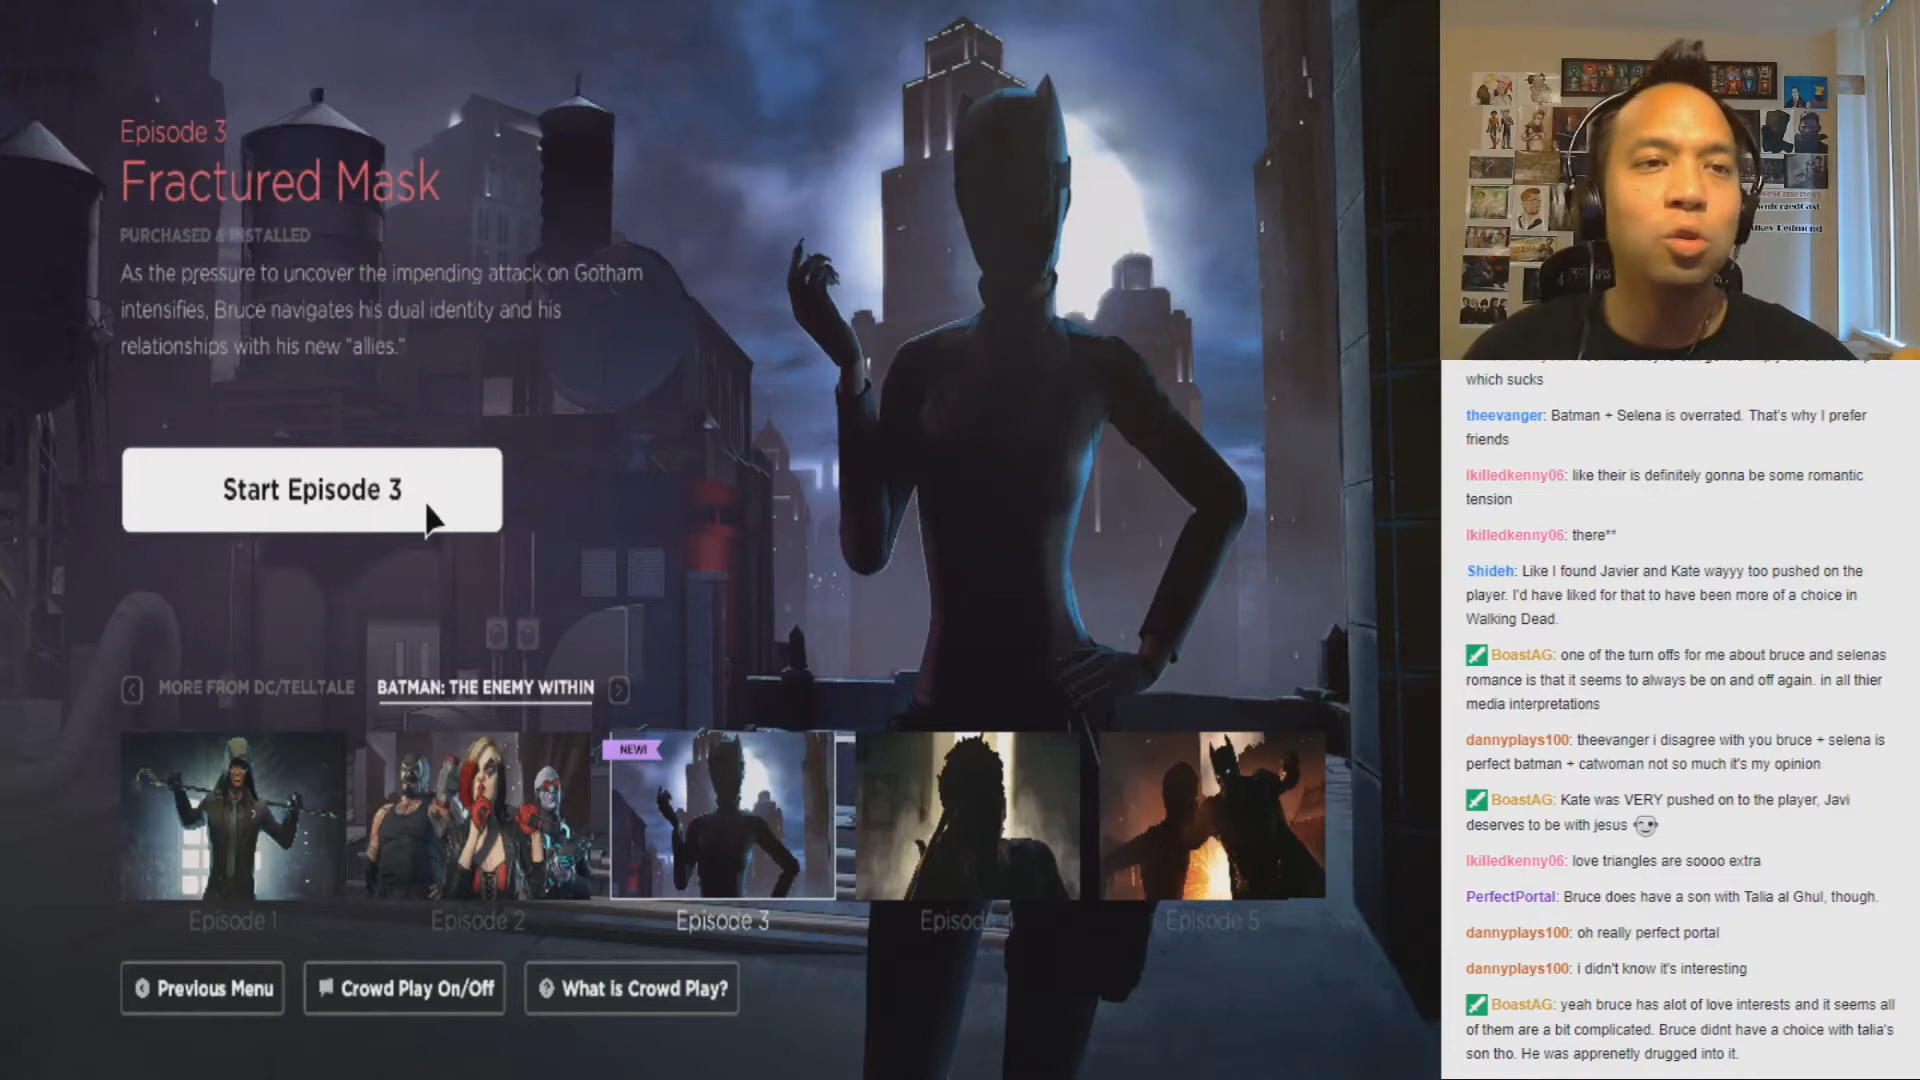 Episode 3
Fractured Mask
PURCHASED & INSTALLED
As the pressure to uncover the impending attack on Gotham
intensifies, Bruce navigates his dual identity and his
relationships with his new "allies."
Start Episode 3
MORE FROM DC/TELLTALE
BATMAN: THE ENEMY WITHIN
NEW!
Episode 1
Episode 2
Episode 3
Episode 4
Episode 5
Previous Menu
Crowd Play On/Off
What is Crowd Play?
which sucks
theevanger: Batman + Selena is overrated. That's why I prefer
friends
lkilledkenny06: like their is definitely gonna be some romantic
tension
lkilledkenny06: there**
Shideh: Like I found Javier and Kate wayyy too pushed on the
player. I'd have liked for that to have been more of a choice in
Walking Dead.
BoastAG: one of the turn offs for me about bruce and selenas
romance is that it seems to always be on and off again. in all thier
media interpretations
dannyplays100: theevanger i disagree with you bruce + selena is
perfect batman + catwoman not so much it's my opinion
BoastAG: Kate was VERY pushed on to the player, Javi
deserves to be with jesus
lkilledkenny06: love triangles are soooo extra
PerfectPortal: Bruce does have a son with Talia al Ghul, though.
dannyplays100: oh really perfect portal
dannyplays100: i didn't know it's interesting
BoastAG: yeah bruce has alot of love interests and it seems all
of them are a bit complicated. Bruce didnt have a choice with talia's
son tho. He was apprenetly drugged into it.